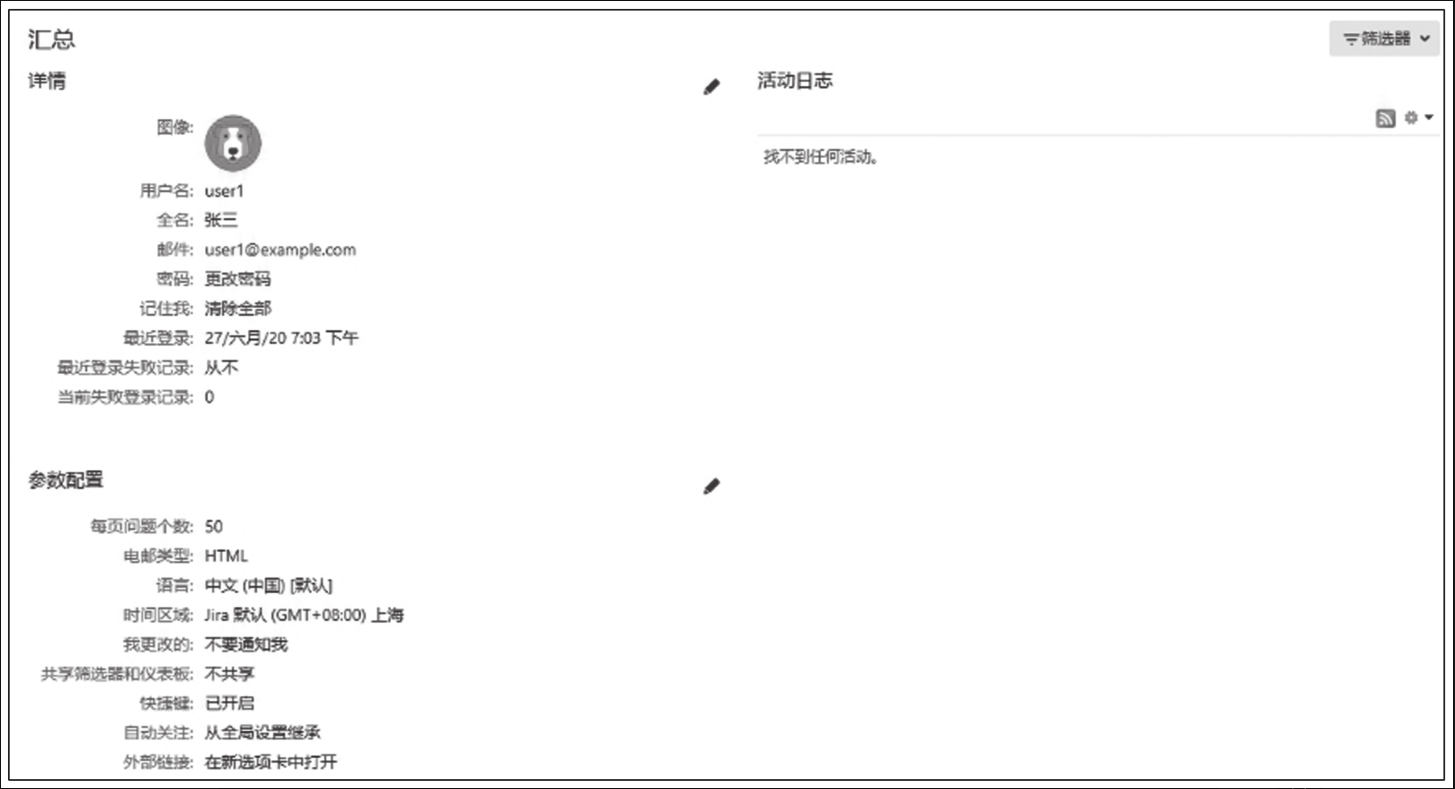 汇总
筛选器
详情
图像:
用户名: user1
全名: 张三
邮件: user1@example.com
密码: 更改密码
记住我: 清除全部
最近登录: 27/六月/20 7:03 下午
最近登录失败记录: 从不
当前失败登录记录: 0
参数配置
每页问题个数: 50
电邮类型: HTML
语言: 中文 (中国) [默认]
时间区域: Jira 默认 (GMT+08:00) 上海
我更改的: 不要通知我
共享筛选器和仪表板: 不共享
快捷键: 已开启
自动关注: 从全局设置继承
外部链接: 在新选项卡中打开
活动日志
找不到任何活动。